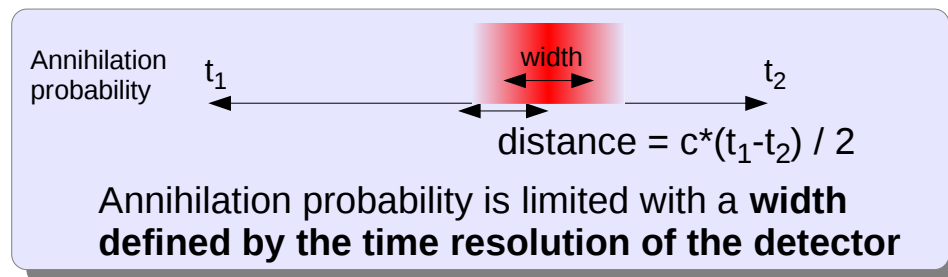 Annihilation
probability
t₁
width
t₂
distance = c*(t₁-t₂) / 2
Annihilation probability is limited with a width
defined by the time resolution of the detector